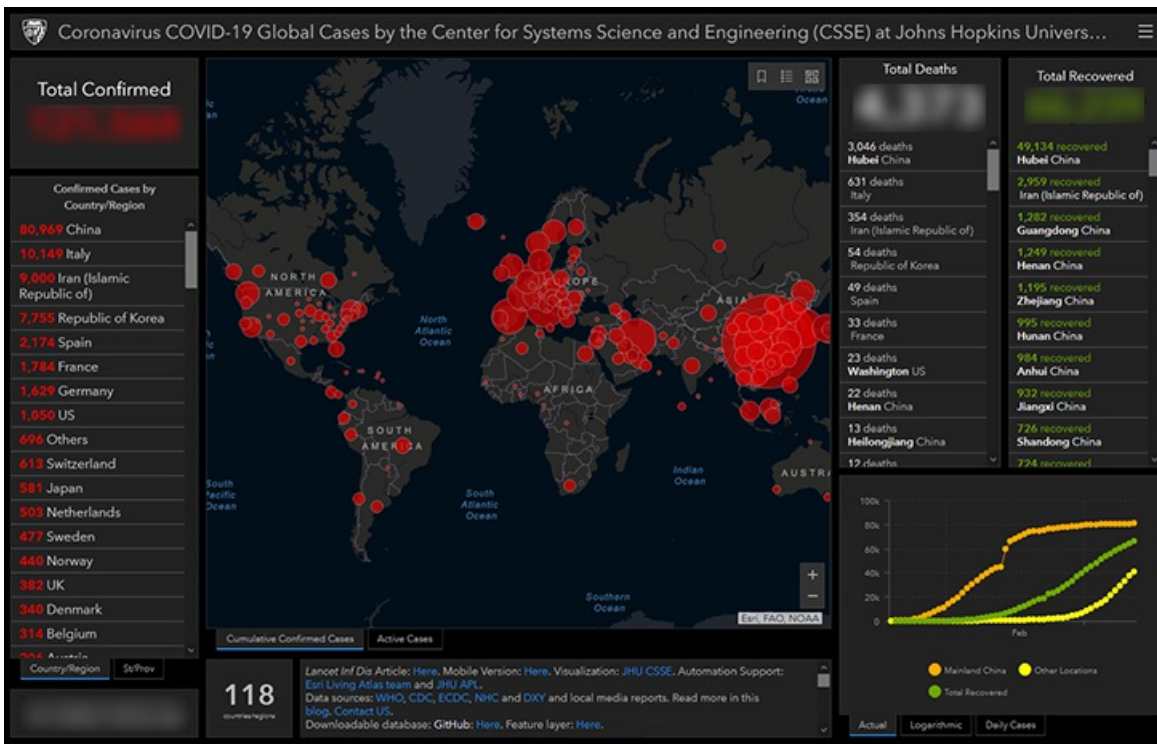 Coronavirus COVID-19 Global Cases by the Center for Systems Science and Engineering (CSSE) at Johns Hopkins Univers...
Total Confirmed
Confirmed Cases by
Country/Region
80,969 China
10,149 Italy
9,000 Iran (Islamic
Republic of)
7,755 Republic of Korea
2,174 Spain
1,784 France
1,629 Germany
1,050 US
696 Others
613 Switzerland
581 Japan
503 Netherlands
477 Sweden
440 Norway
382 UK
340 Denmark
314 Belgium
Country/Region
St/Prov
Ocean
NORTH
AMERICA
North
Atlantic
Ocean
ASIA
AFRICA
SOUTH
AMERICA
South
Pacific
Ocean
South
Atlantic
Ocean
Indian
Ocean
AUSTRA
Southern
Ocean
+
−
Esri, FAO, NOAA
Cumulative Confirmed Cases
Active Cases
118
countries/regions
Lancet Inf Dis Article: Here. Mobile Version: Here. Visualization: JHU CSSE. Automation Support:
Esri Living Atlas team and JHU APL.
Data sources: WHO, CDC, ECDC, NHC and DXY and local media reports. Read more in this
blog. Contact US.
Downloadable database: GitHub: Here. Feature layer: Here.
Total Deaths
3,046 deaths
Hubei China
631 deaths
Italy
354 deaths
Iran (Islamic Republic of)
54 deaths
Republic of Korea
49 deaths
Spain
33 deaths
France
23 deaths
Washington US
22 deaths
Henan China
13 deaths
Heilongjiang China
12 deaths
Total Recovered
49,134 recovered
Hubei China
2,959 recovered
Iran (Islamic Republic of)
1,282 recovered
Guangdong China
1,249 recovered
Henan China
1,195 recovered
Zhejiang China
995 recovered
Hunan China
984 recovered
Anhui China
932 recovered
Jiangxi China
726 recovered
Shandong China
724 recovered
100k
80k
60k
40k
20k
0
Feb
Mainland China
Other Locations
Total Recovered
Actual
Logarithmic
Daily Cases